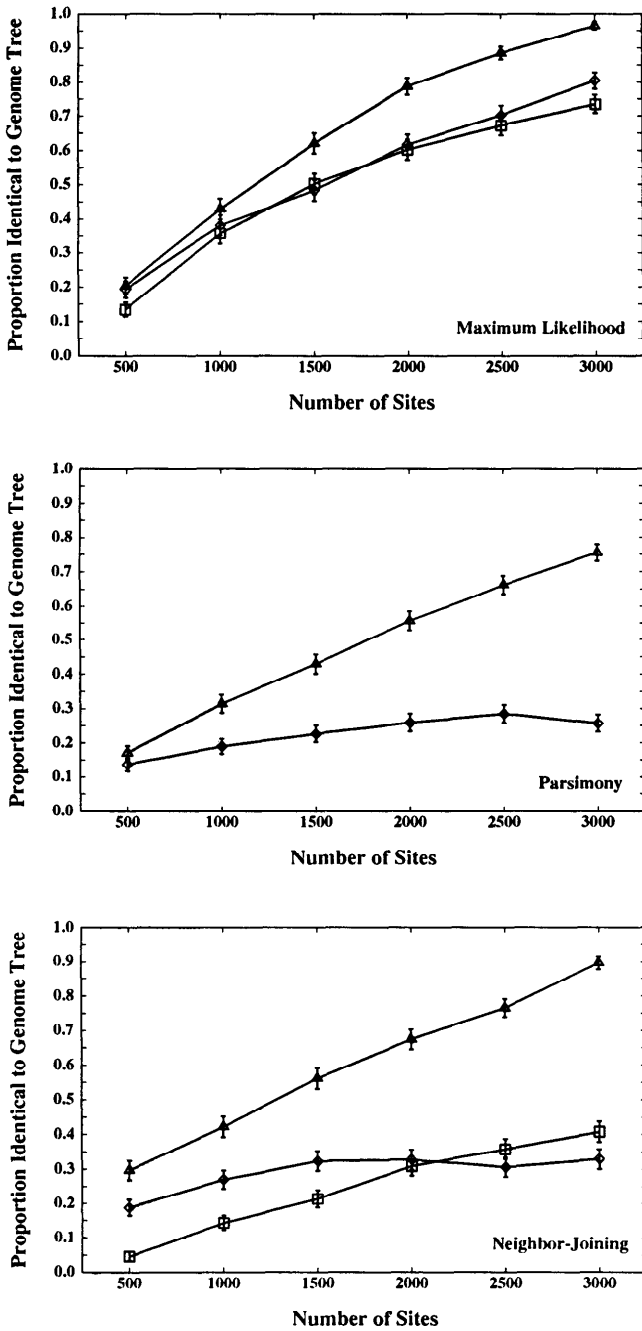 Proportion Identical to Genome Tree
1.0
0.9
0.8
0.7
0.6
0.5
0.4
0.3
0.2
0.1
0.0
Maximum Likelihood
500 1000 1500 2000 2500 3000
Number of Sites
Proportion Identical to Genome Tree
1.0
0.9
0.8
0.7
0.6
0.5
0.4
0.3
0.2
0.1
0.0
Parsimony
500 1000 1500 2000 2500 3000
Number of Sites
Proportion Identical to Genome Tree
1.0
0.9
0.8
0.7
0.6
0.5
0.4
0.3
0.2
0.1
0.0
Neighbor-Joining
500 1000 1500 2000 2500 3000
Number of Sites